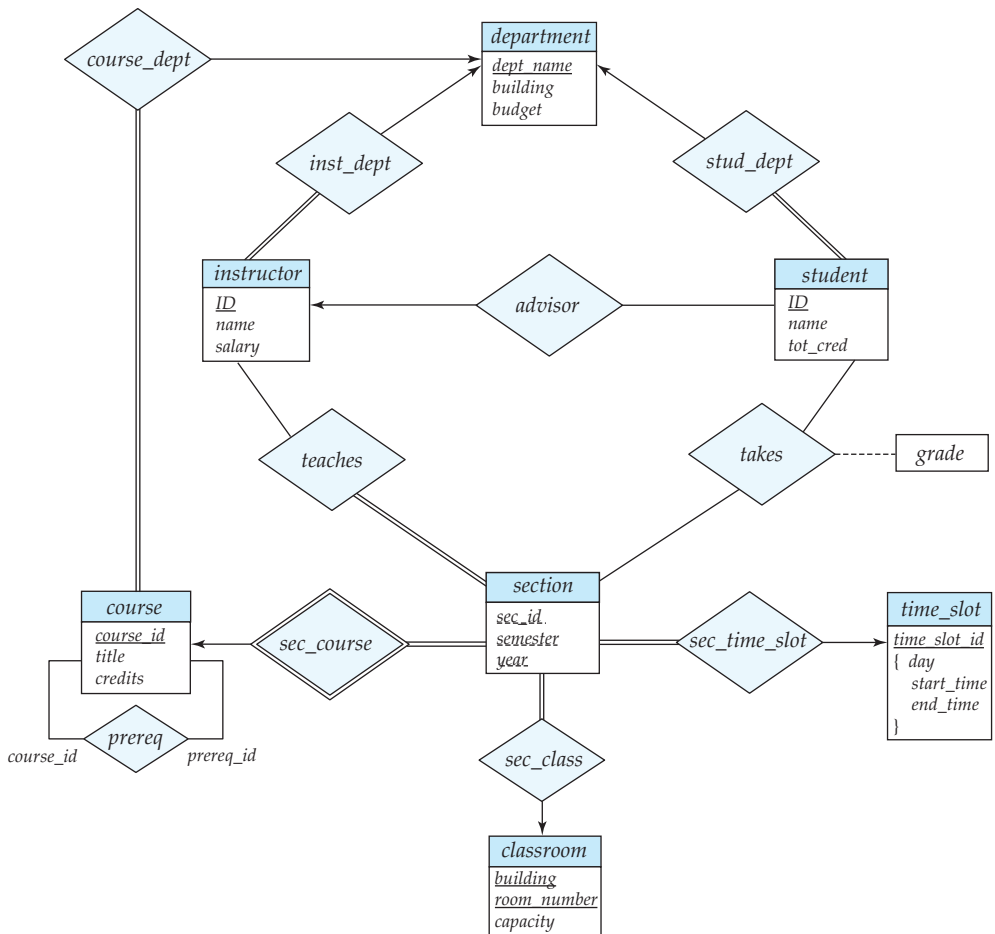 department
dept_name
building
budget
course_dept
inst_dept
stud_dept
instructor
ID
name
salary
advisor
student
ID
name
tot_cred
teaches
takes
grade
course
course_id
title
credits
sec_course
section
sec_id
semester
year
sec_time_slot
time_slot
time_slot_id
{ day
start_time
end_time
}
prereq
course_id
prereq_id
sec_class
classroom
building
room_number
capacity